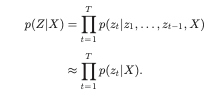 p(Z|X) = ∏_{t=1}^{T} p(z_t|z_1, . . . , z_{t−1}, X)
≈ ∏_{t=1}^{T} p(z_t|X).